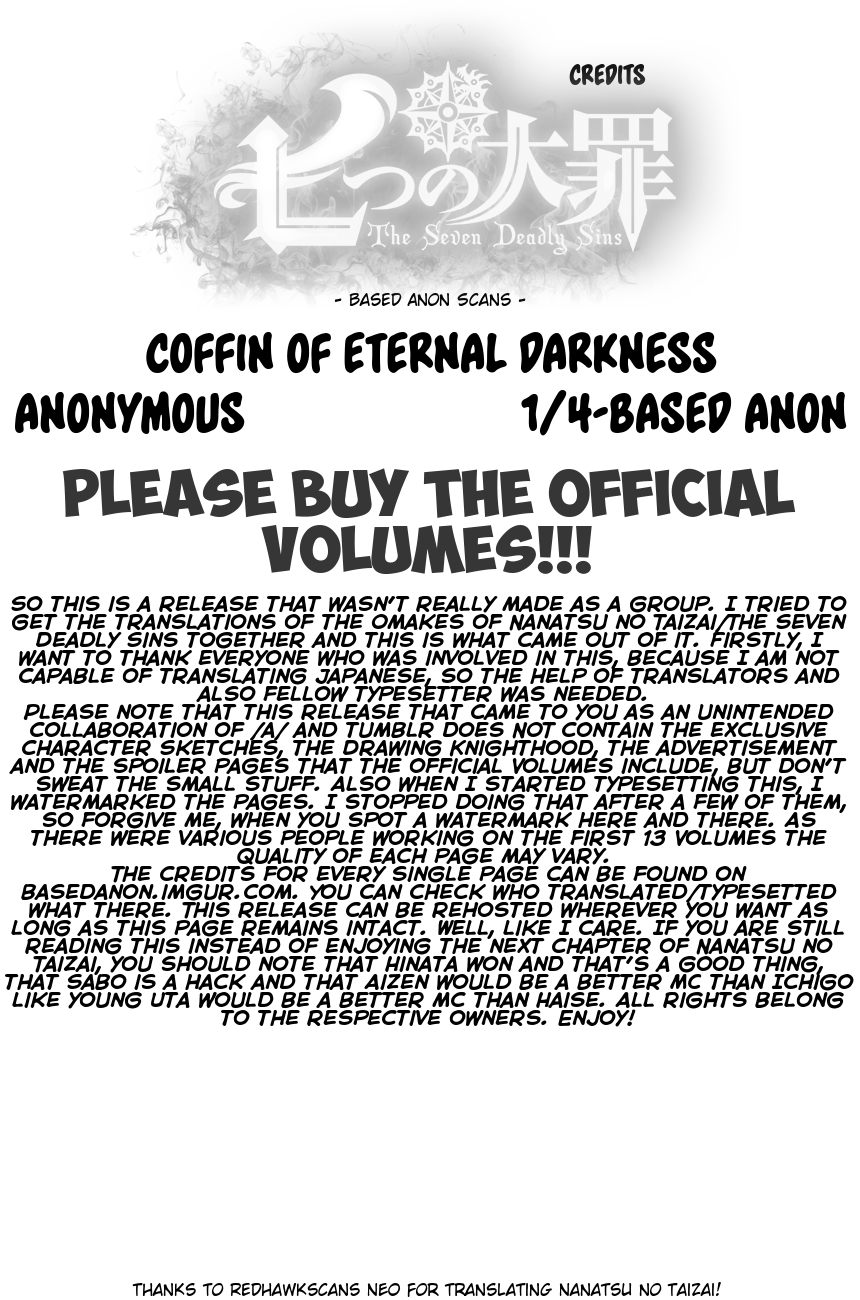 CREDITS
七つの大罪
The Seven Deadly Sins
- BASED ANON SCANS -
COFFIN OF ETERNAL DARKNESS
ANONYMOUS 1/4-BASED ANON
PLEASE BUY THE OFFICIAL
VOLUMES!!!
SO THIS IS A RELEASE THAT WASN'T REALLY MADE AS A GROUP. I TRIED TO
GET THE TRANSLATIONS OF THE OMAKES OF NANATSU NO TAIZAI/THE SEVEN
DEADLY SINS TOGETHER AND THIS IS WHAT CAME OUT OF IT. FIRSTLY, I
WANT TO THANK EVERYONE WHO WAS INVOLVED IN THIS, BECAUSE I AM NOT
CAPABLE OF TRANSLATING JAPANESE, SO THE HELP OF TRANSLATORS AND
ALSO FELLOW TYPESETTER WAS NEEDED.
PLEASE NOTE THAT THIS RELEASE THAT CAME TO YOU AS AN UNINTENDED
COLLABORATION OF /A/ AND TUMBLR DOES NOT CONTAIN THE EXCLUSIVE
CHARACTER SKETCHES, THE DRAWING KNIGHTHOOD, THE ADVERTISEMENT
AND THE SPOILER PAGES THAT THE OFFICIAL VOLUMES INCLUDE, BUT DON'T
SWEAT THE SMALL STUFF. ALSO WHEN I STARTED TYPESETTING THIS, I
WATERMARKED THE PAGES. I STOPPED DOING THAT AFTER A FEW OF THEM,
SO FORGIVE ME, WHEN YOU SPOT A WATERMARK HERE AND THERE. AS
THERE WERE VARIOUS PEOPLE WORKING ON THE FIRST 13 VOLUMES THE
QUALITY OF EACH PAGE MAY VARY.
THE CREDITS FOR EVERY SINGLE PAGE CAN BE FOUND ON
BASEDANON.IMGUR.COM. YOU CAN CHECK WHO TRANSLATED/TYPESETTED
WHAT THERE. THIS RELEASE CAN BE REHOSTED WHEREVER YOU WANT AS
LONG AS THIS PAGE REMAINS INTACT. WELL, LIKE I CARE. IF YOU ARE STILL
READING THIS INSTEAD OF ENJOYING THE NEXT CHAPTER OF NANATSU NO
TAIZAI, YOU SHOULD NOTE THAT HINATA WON AND THAT'S A GOOD THING,
THAT SABO IS A HACK AND THAT AIZEN WOULD BE A BETTER MC THAN ICHIGO
LIKE YOUNG UTA WOULD BE A BETTER MC THAN HAISE. ALL RIGHTS BELONG
TO THE RESPECTIVE OWNERS. ENJOY!
THANKS TO REDHAWKSCANS NEO FOR TRANSLATING NANATSU NO TAIZAI!